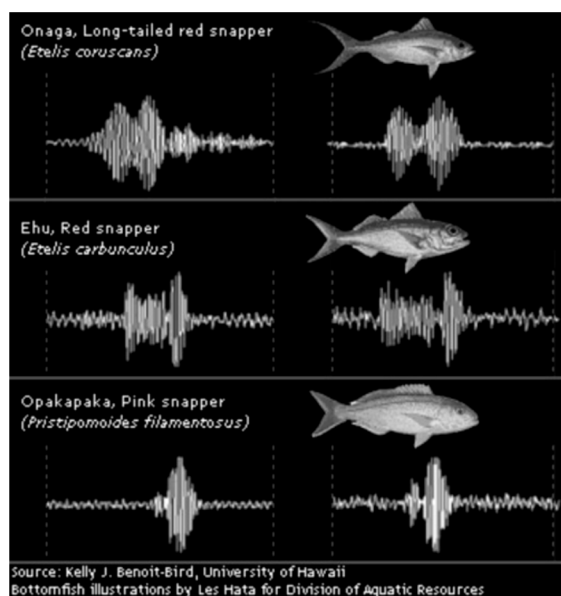 Onaga, Long-tailed red snapper
(Etelis coruscans)
Ehu, Red snapper
(Etelis carbunculus)
Opakapaka, Pink snapper
(Pristipomoides filamentosus)
Source: Kelly J. Benoit-Bird, University of Hawaii
Bottomfish illustrations by Les Hata for Division of Aquatic Resources